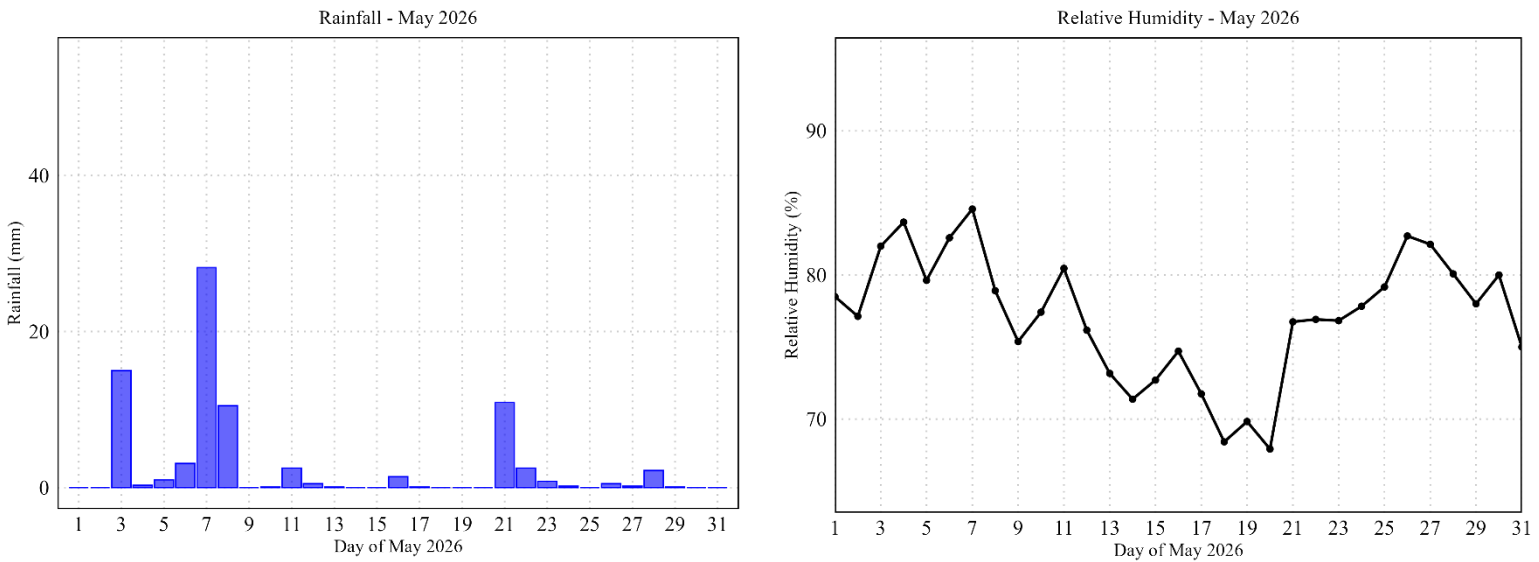 Rainfall - May 2026
Rainfall (mm)
40
20
0
1 3 5 7 9 11 13 15 17 19 21 23 25 27 29 31
Day of May 2026
Relative Humidity - May 2026
Relative Humidity (%)
90
80
70
1 3 5 7 9 11 13 15 17 19 21 23 25 27 29 31
Day of May 2026